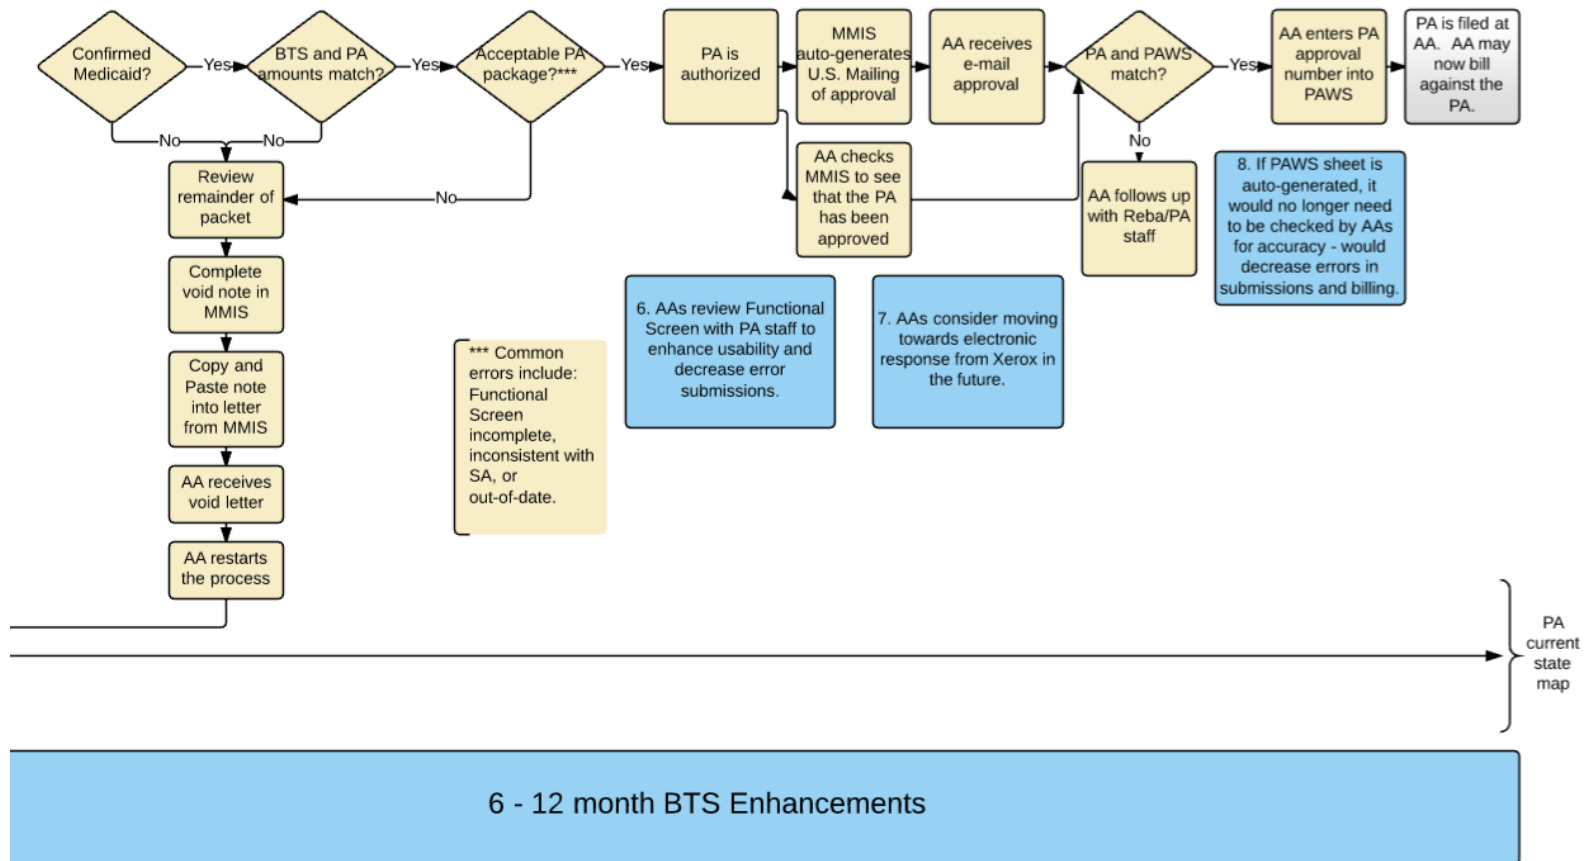 Confirmed
Medicaid?
Yes
BTS and PA
amounts match?
Yes
Acceptable PA
package?***
Yes
PA is
authorized
MMIS
auto-generates
U.S. Mailing
of approval
AA receives
e-mail
approval
PA and PAWS
match?
Yes
AA enters PA
approval
number into
PAWS
PA is filed at
AA. AA may
now bill
against the
PA.
No
No
No
No
Review
remainder of
packet
AA checks
MMIS to see
that the PA
has been
approved
AA follows up
with Reba/PA
staff
8. If PAWS sheet is
auto-generated, it
would no longer need
to be checked by AAs
for accuracy - would
decrease errors in
submissions and billing.
Complete
void note in
MMIS
6. AAs review Functional
Screen with PA staff to
enhance usability and
decrease error
submissions.
7. AAs consider moving
towards electronic
response from Xerox in
the future.
Copy and
Paste note
into letter
from MMIS
*** Common
errors include:
Functional
Screen
incomplete,
inconsistent with
SA, or
out-of-date.
AA receives
void letter
AA restarts
the process
PA
current
state
map
6 - 12 month BTS Enhancements